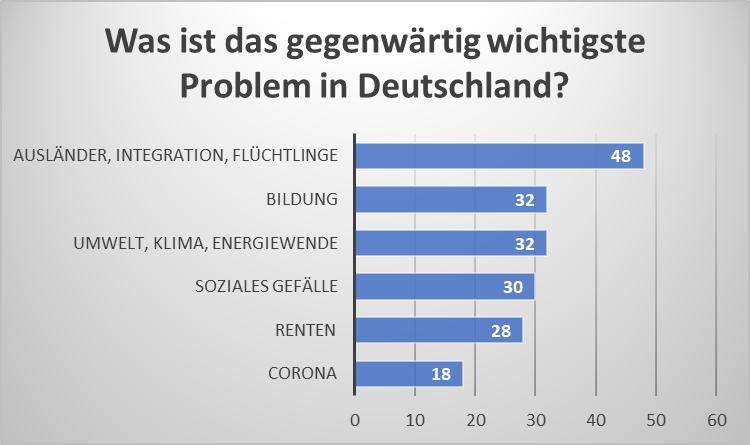 Was ist das gegenwärtig wichtigste
Problem in Deutschland?
AUSLÄNDER, INTEGRATION, FLÜCHTLINGE 48
BILDUNG 32
UMWELT, KLIMA, ENERGIEWENDE 32
SOZIALES GEFÄLLE 30
RENTEN 28
CORONA 18
0 10 20 30 40 50 60